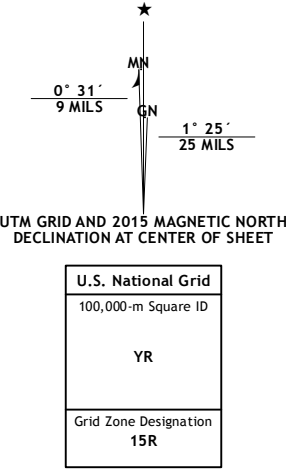 MN
0° 31´
9 MILS
GN
1° 25´
25 MILS
UTM GRID AND 2015 MAGNETIC NORTH
DECLINATION AT CENTER OF SHEET
U.S. National Grid
100,000-m Square ID
YR
Grid Zone Designation
15R